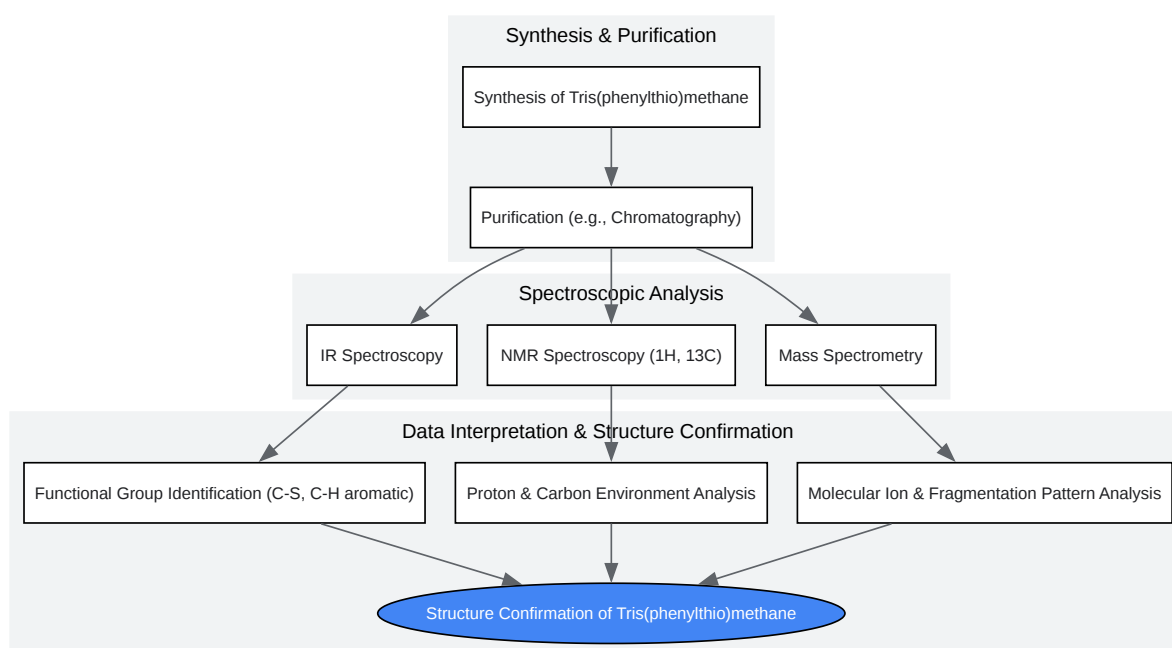 Synthesis & Purification
Synthesis of Tris(phenylthio)methane
Purification (e.g., Chromatography)
Spectroscopic Analysis
IR Spectroscopy
NMR Spectroscopy (1H, 13C)
Mass Spectrometry
Data Interpretation & Structure Confirmation
Functional Group Identification (C-S, C-H aromatic)
Proton & Carbon Environment Analysis
Molecular Ion & Fragmentation Pattern Analysis
Structure Confirmation of Tris(phenylthio)methane